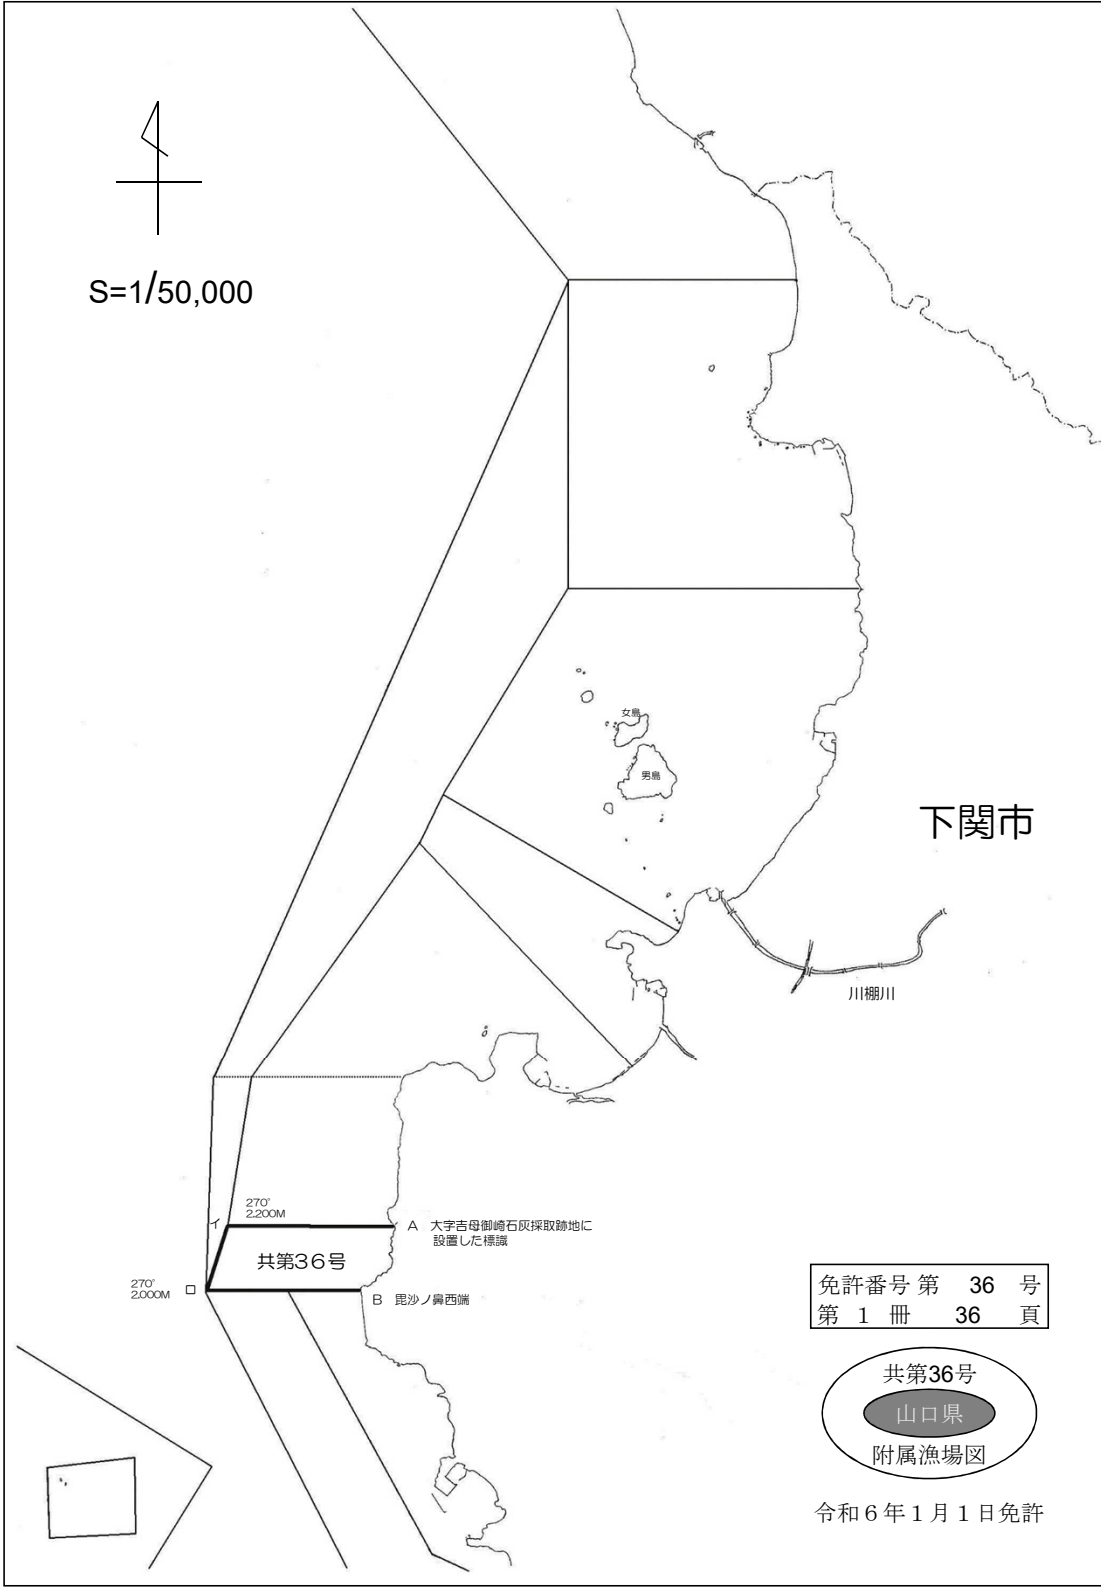 S=1/50,000
女島
男島
下関市
川棚川
270°
2,200M
イ
A 大字吉母御崎石灰採取跡地に
設置した標識
共第36号
270°
2,000M
ロ
B 毘沙ノ鼻西端
免許番号 第 36 号
第 1 冊 36 頁
共第36号
山口県
附属漁場図
令和6年1月1日免許